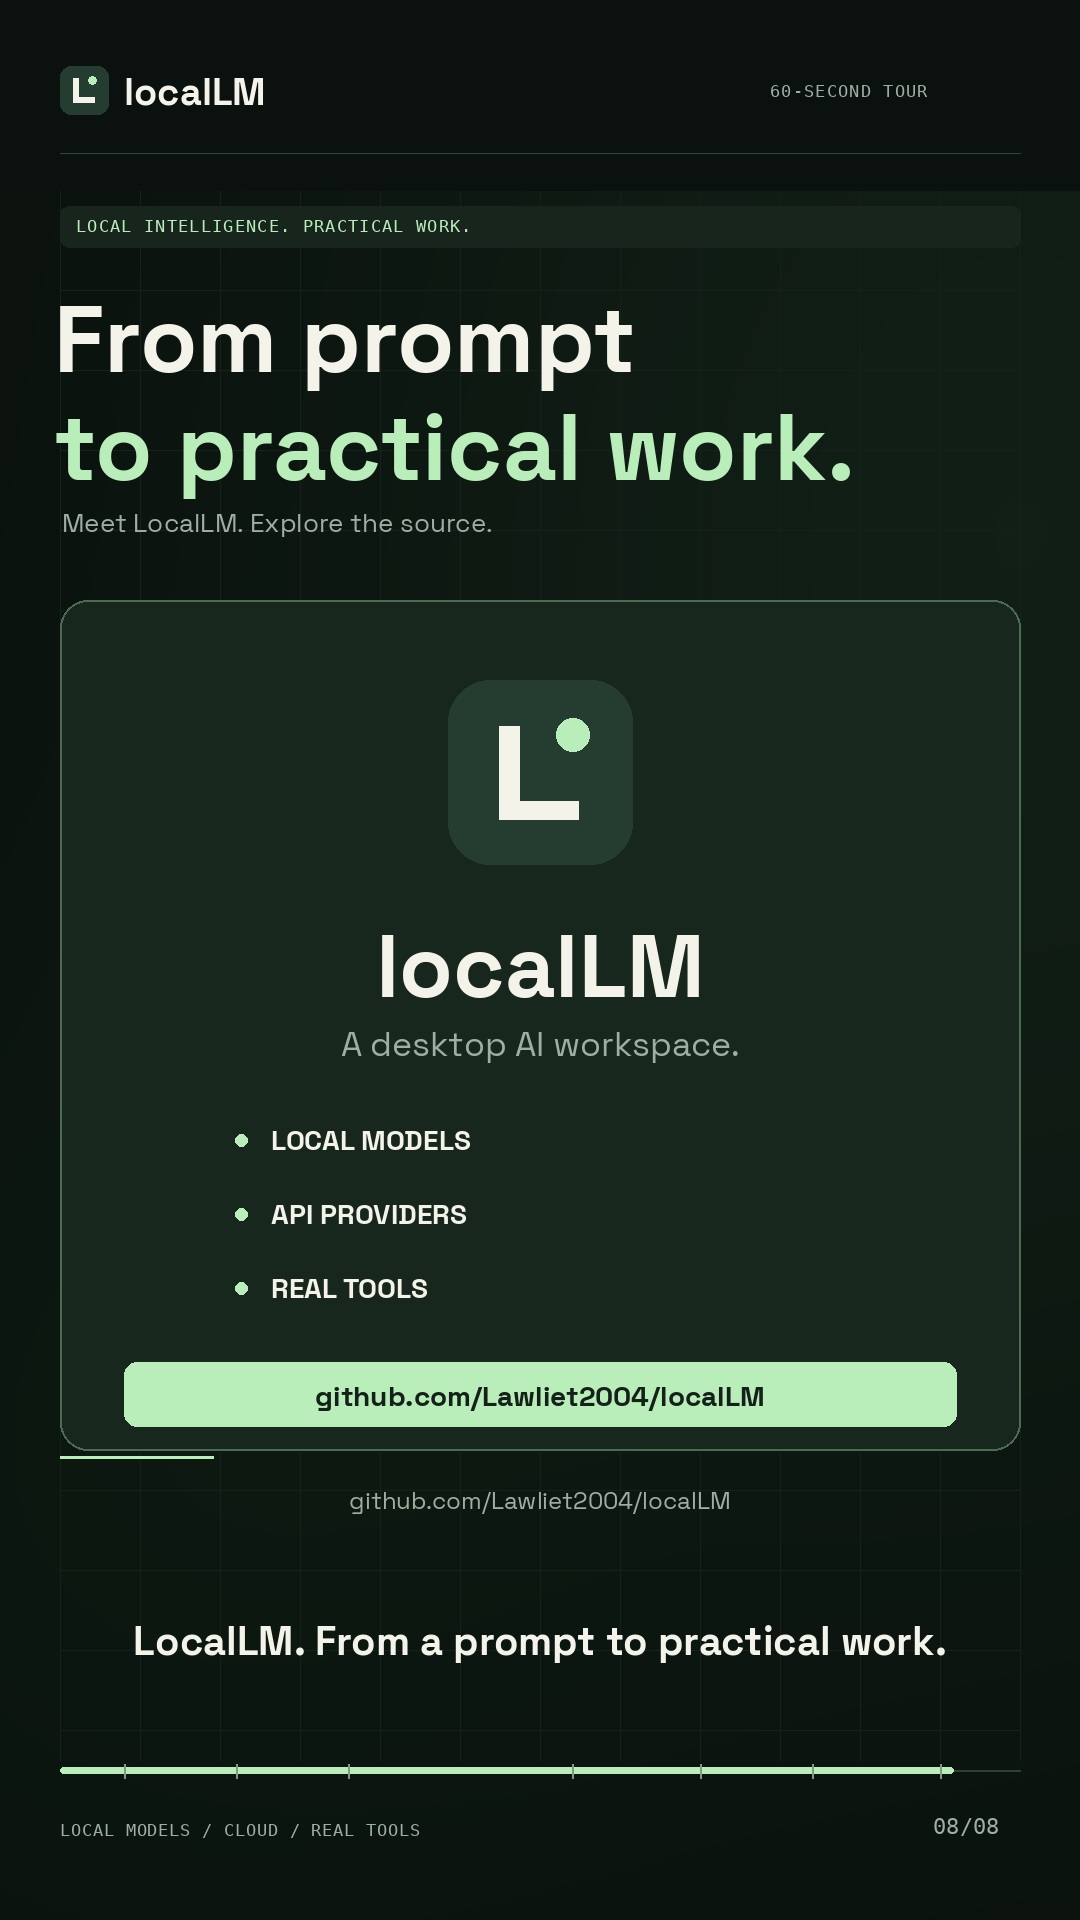 localLM
60-SECOND TOUR
LOCAL INTELLIGENCE. PRACTICAL WORK.
From prompt
to practical work.
Meet LocalLM. Explore the source.
L
localLM
A desktop AI workspace.
LOCAL MODELS
API PROVIDERS
REAL TOOLS
github.com/Lawliet2004/localLM
github.com/Lawliet2004/localLM
LocalLM. From a prompt to practical work.
LOCAL MODELS / CLOUD / REAL TOOLS
08/08